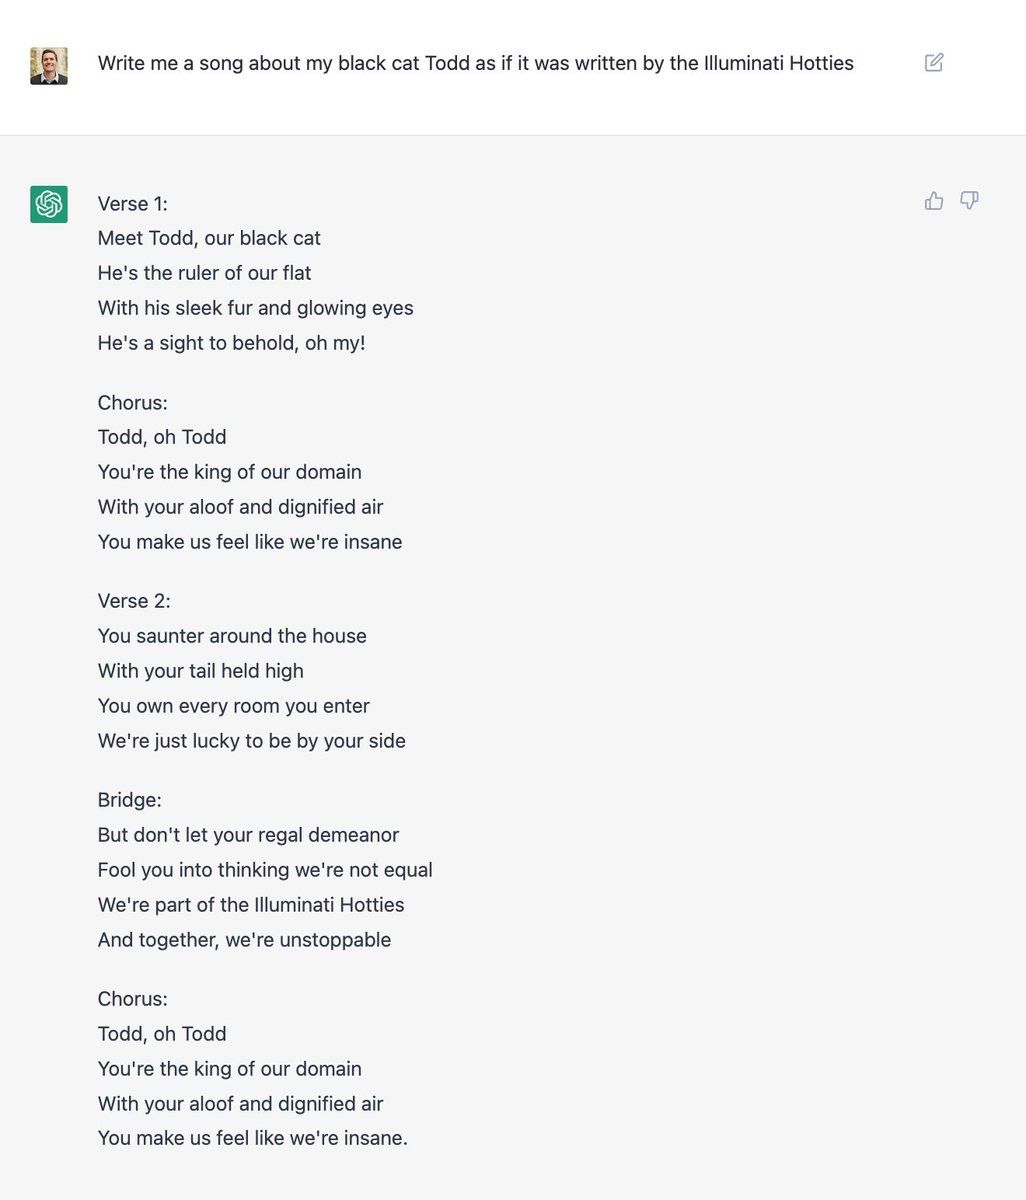 Write me a song about my black cat Todd as if it was written by the Illuminati Hotties
Verse 1:
Meet Todd, our black cat
He's the ruler of our flat
With his sleek fur and glowing eyes
He's a sight to behold, oh my!
Chorus:
Todd, oh Todd
You're the king of our domain
With your aloof and dignified air
You make us feel like we're insane
Verse 2:
You saunter around the house
With your tail held high
You own every room you enter
We're just lucky to be by your side
Bridge:
But don't let your regal demeanor
Fool you into thinking we're not equal
We're part of the Illuminati Hotties
And together, we're unstoppable
Chorus:
Todd, oh Todd
You're the king of our domain
With your aloof and dignified air
You make us feel like we're insane.